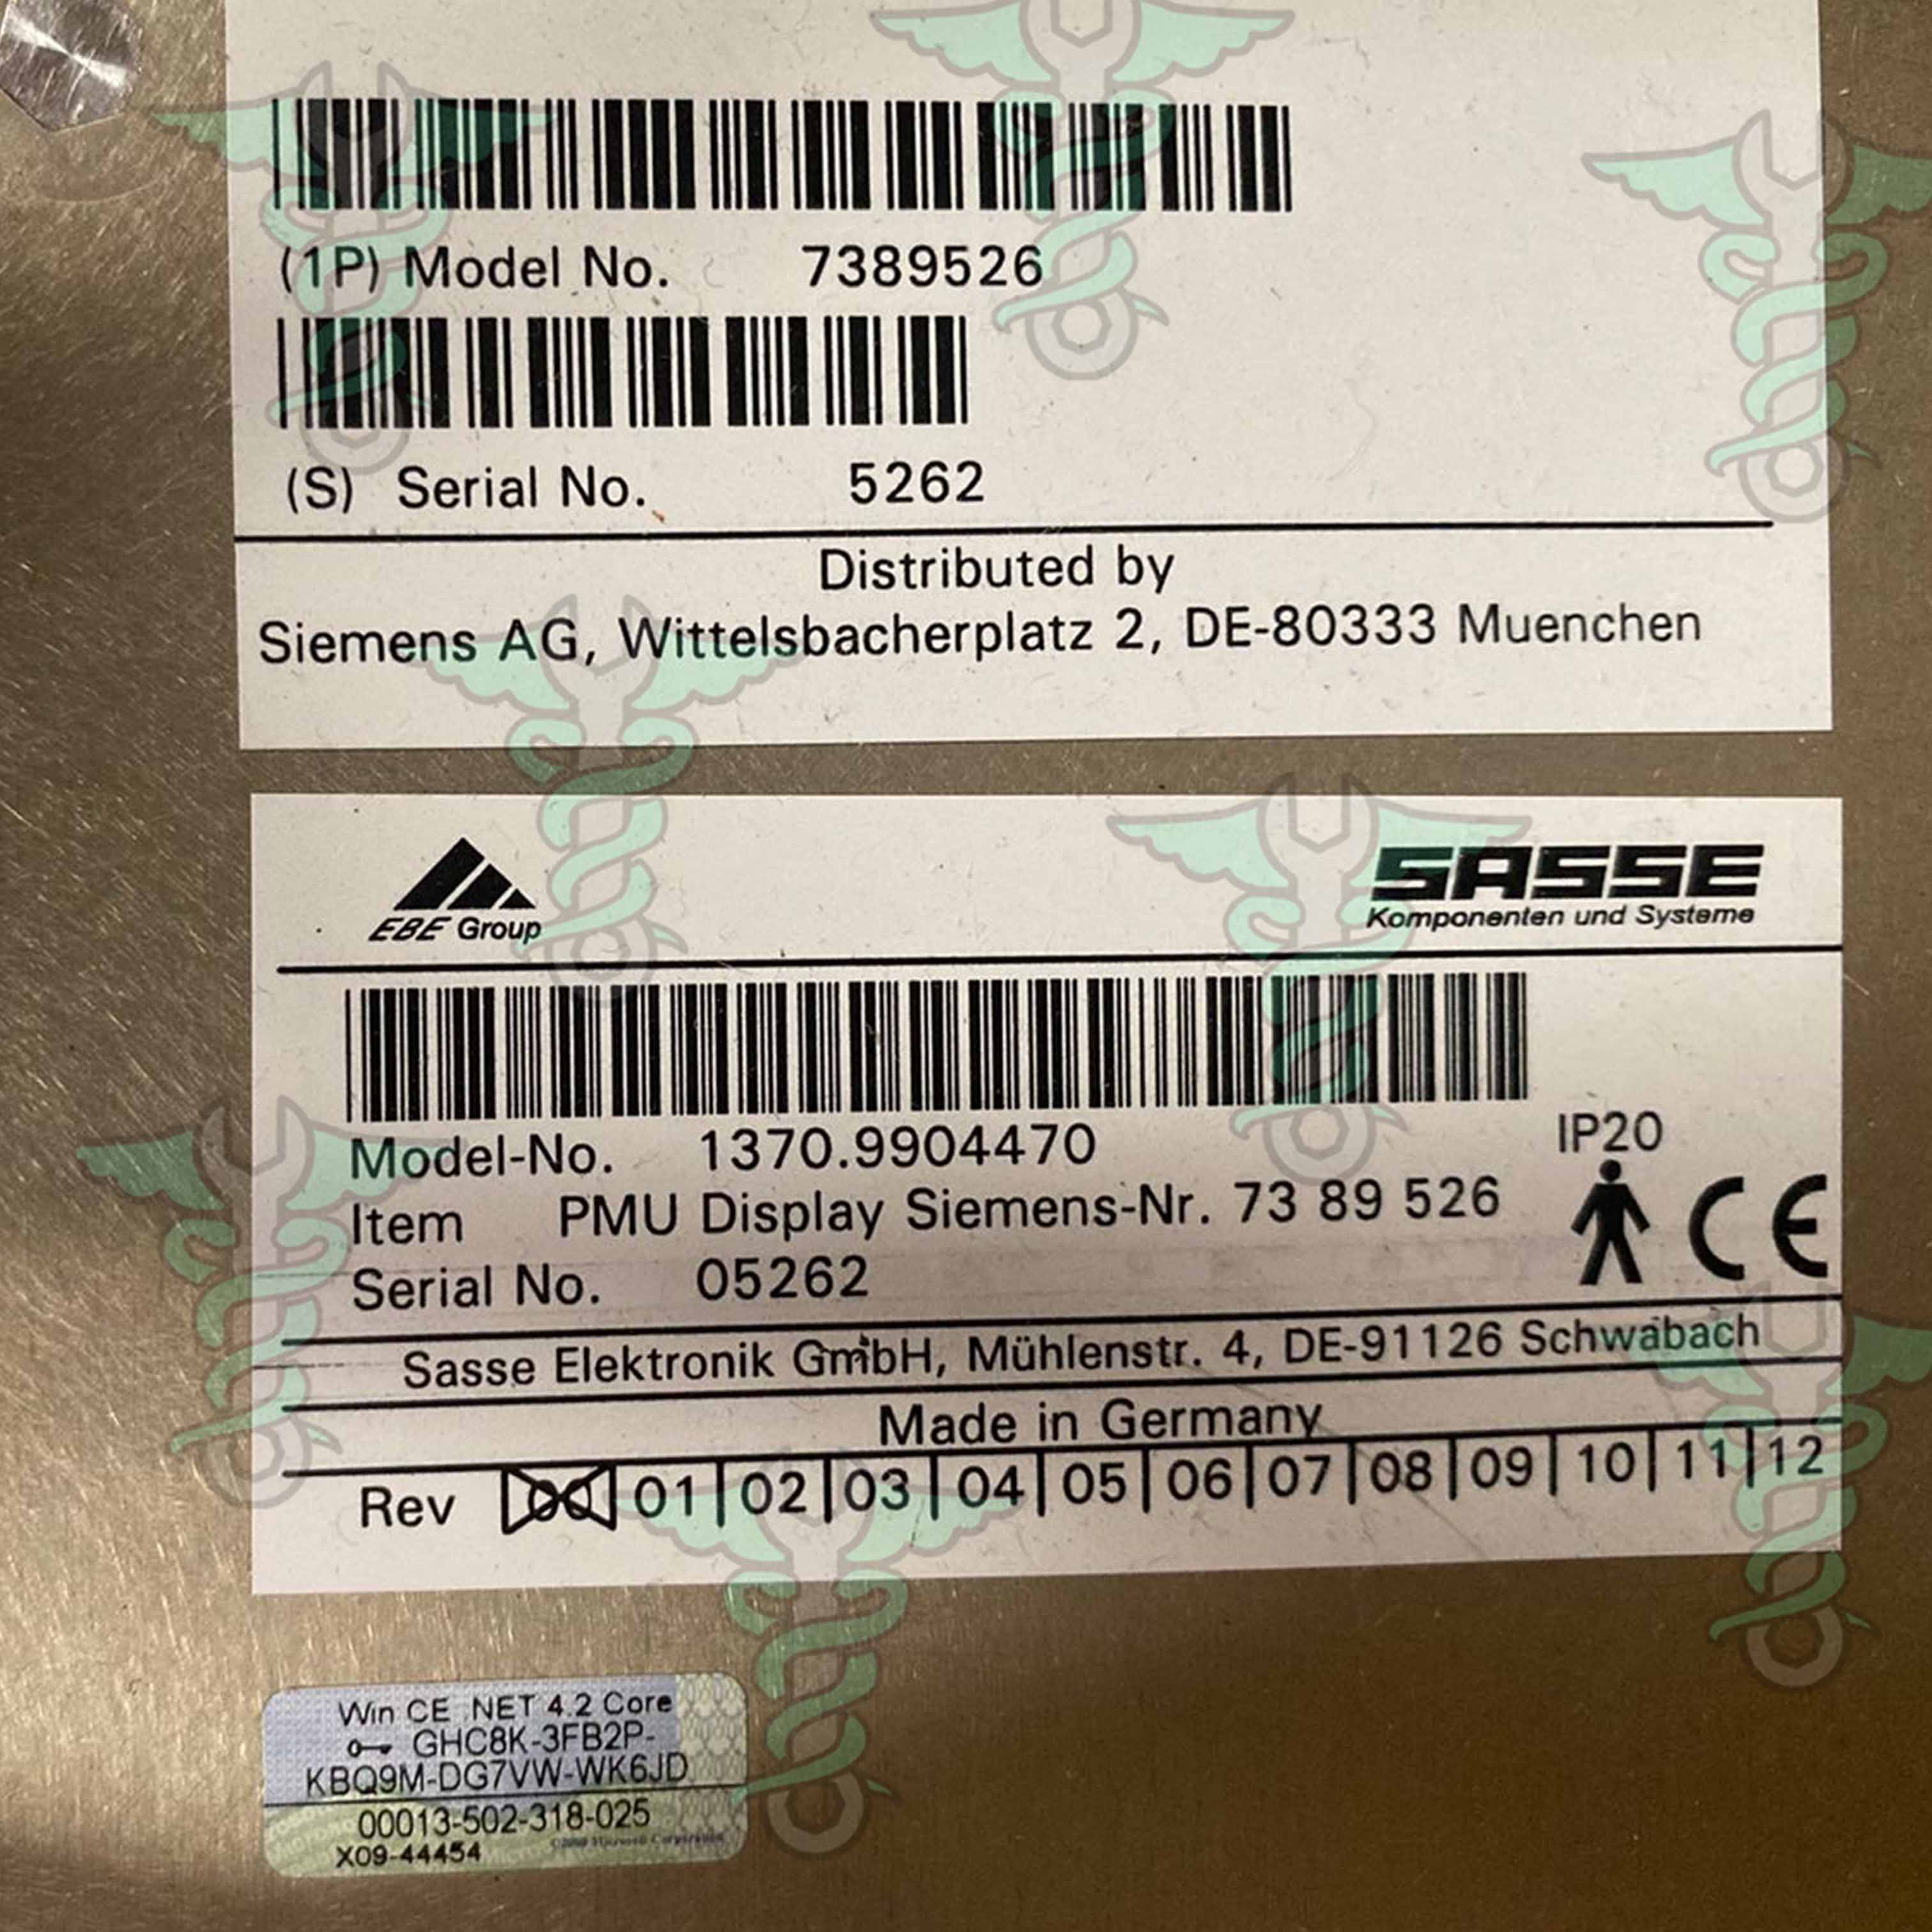 (1P) Model No. 7389526
(S) Serial No. 5262
Distributed by
Siemens AG, Wittelsbacherplatz 2, DE-80333 Muenchen
EBE Group
SASSE
Komponenten und Systeme
Model-No. 1370.9904470
IP20
Item PMU Display Siemens-Nr. 73 89 526
CE
Serial No. 05262
Sasse Elektronik GmbH, Mühlenstr. 4, DE-91126 Schwabach
Made in Germany
Rev 00 01 02 03 04 05 06 07 08 09 10 11 12
Win CE .NET 4.2 Core
GHC8K-3FB2P-
KBQ9M-DG7VW-WK6JD
00013-502-318-025
Microsoft Corporation
X09-44454